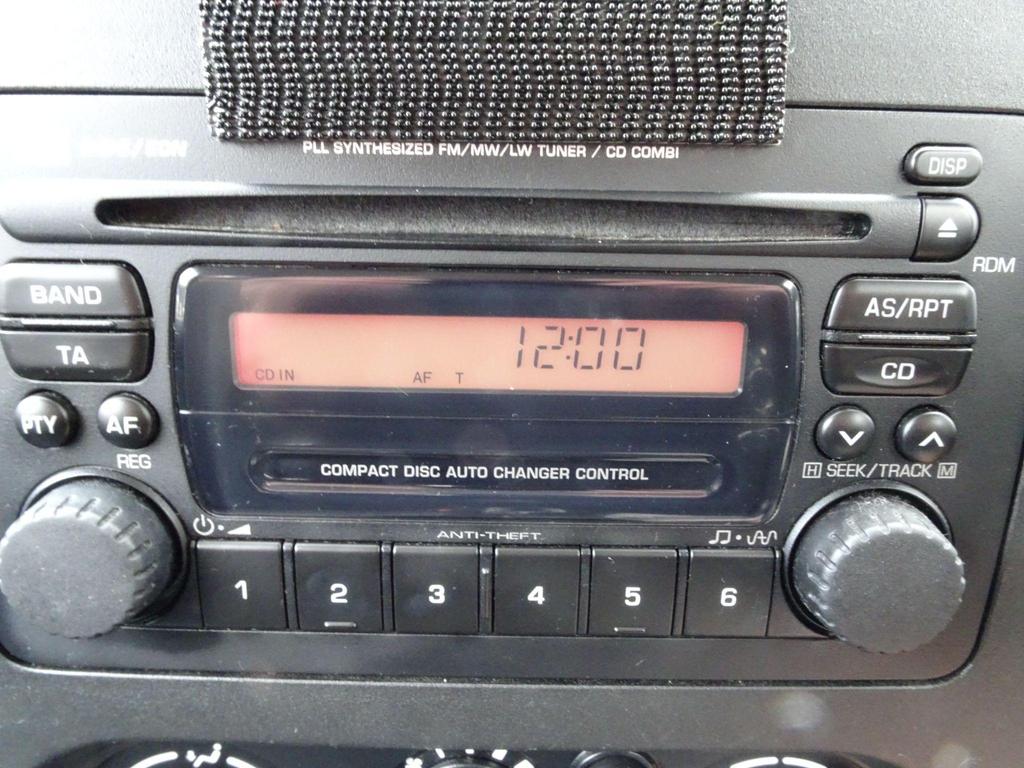 PLL SYNTHESIZED FM/MW/LW TUNER / CD COMBI
DISP
RDM
BAND
TA
AS/RPT
CD
12:00
CD IN AF T
PTY AF
REG
COMPACT DISC AUTO CHANGER CONTROL
H SEEK/TRACK M
ANTI-THEFT
1 2 3 4 5 6